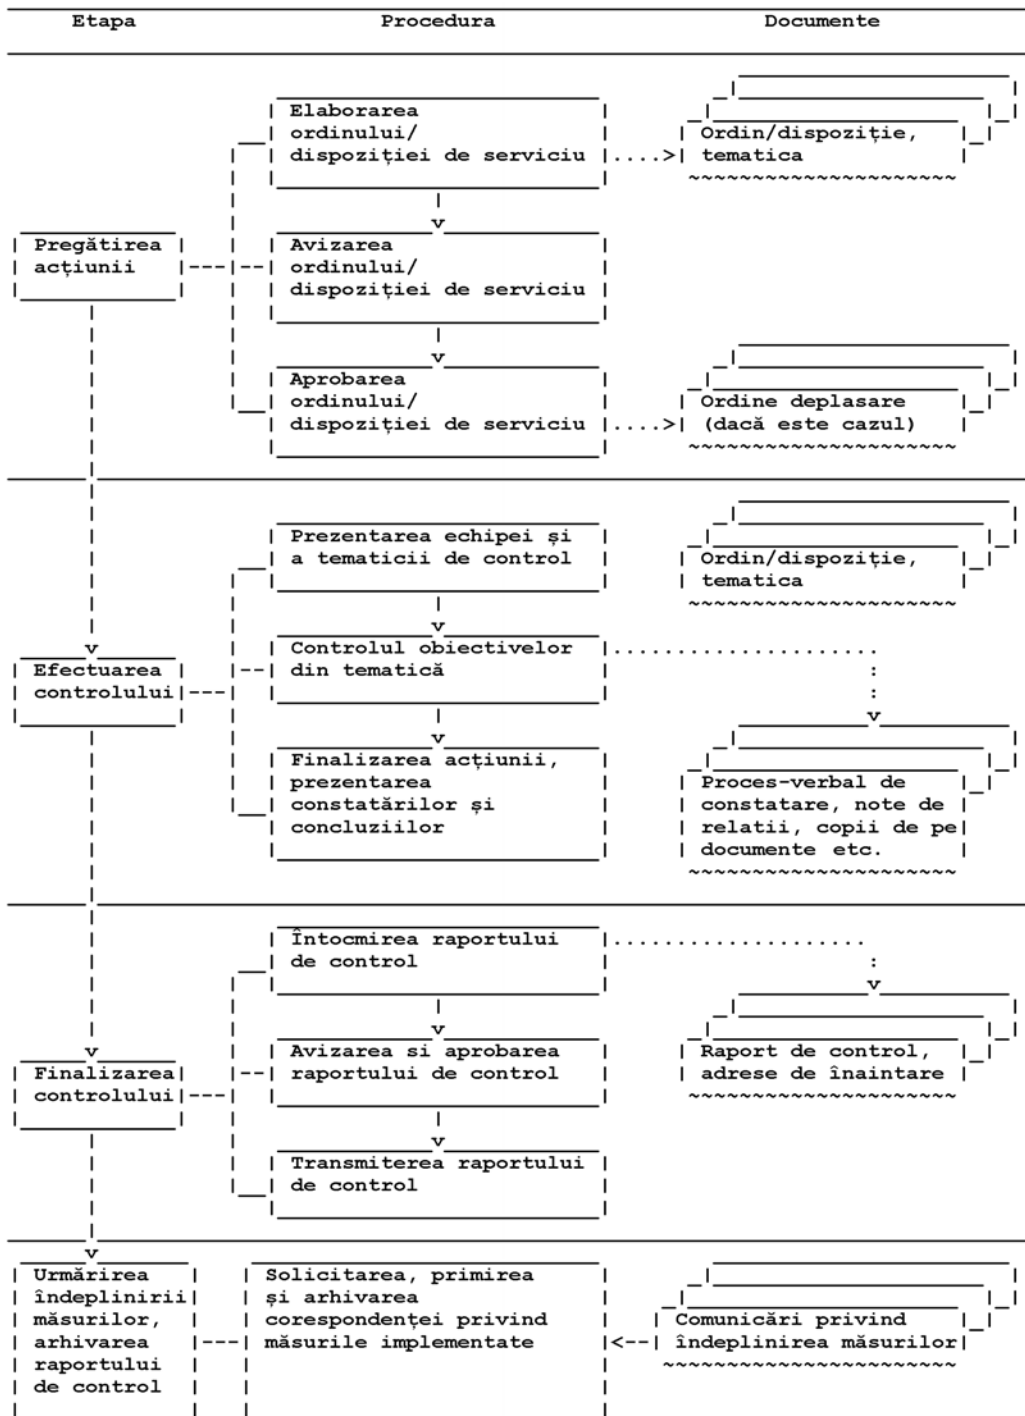 Etapa Procedura Documente
Elaborarea
ordinului/
dispoziției de serviciu
Ordin/dispoziție,
tematica
Pregătirea
acțiunii
Avizarea
ordinului/
dispoziției de serviciu
Aprobarea
ordinului/
dispoziției de serviciu
Ordine deplasare
(dacă este cazul)
Prezentarea echipei și
a tematicii de control
Ordin/dispoziție,
tematica
Efectuarea
controlului
Controlul obiectivelor
din tematică
Finalizarea acțiunii,
prezentarea
constatărilor și
concluziilor
Proces-verbal de
constatare, note de
relatii, copii de pe
documente etc.
Întocmirea raportului
de control
Finalizarea
controlului
Avizarea si aprobarea
raportului de control
Raport de control,
adrese de înaintare
Transmiterea raportului
de control
Urmărirea
îndeplinirii
măsurilor,
arhivarea
raportului
de control
Solicitarea, primirea
și arhivarea
corespondenței privind
măsurile implementate
Comunicări privind
îndeplinirea măsurilor